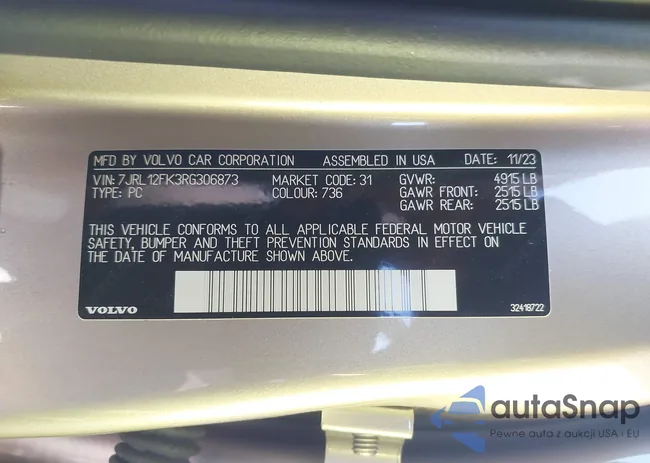 MFD BY VOLVO CAR CORPORATION ASSEMBLED IN USA DATE: 11/23
VIN: 7JRL12FK3RG306873 MARKET CODE: 31 GVWR: 4915 LB
TYPE: PC COLOUR: 736 GAWR FRONT: 2515 LB
GAWR REAR: 2515 LB
THIS VEHICLE CONFORMS TO ALL APPLICABLE FEDERAL MOTOR VEHICLE
SAFETY, BUMPER AND THEFT PREVENTION STANDARDS IN EFFECT ON
THE DATE OF MANUFACTURE SHOWN ABOVE.
VOLVO 32418722
autaSnap
Pewne auta z aukcji USA i EU